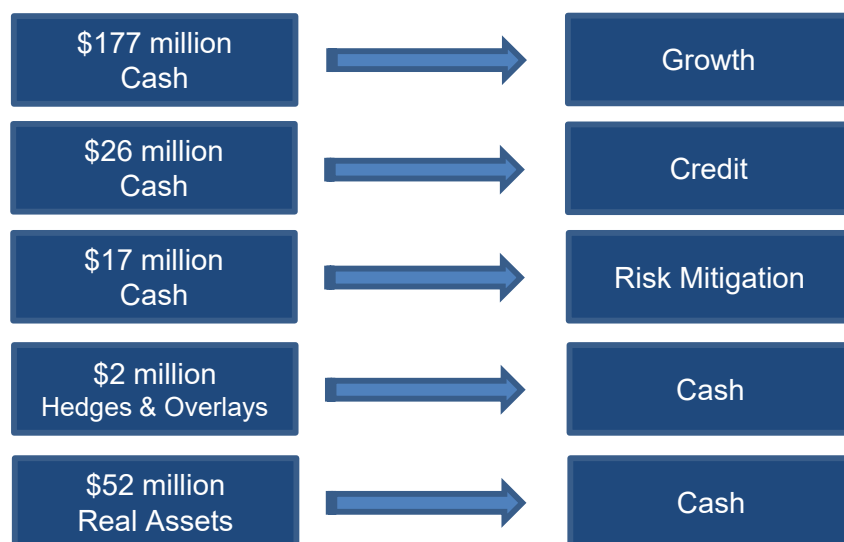 $177 million
Cash
Growth
$26 million
Cash
Credit
$17 million
Cash
Risk Mitigation
$2 million
Hedges & Overlays
Cash
$52 million
Real Assets
Cash